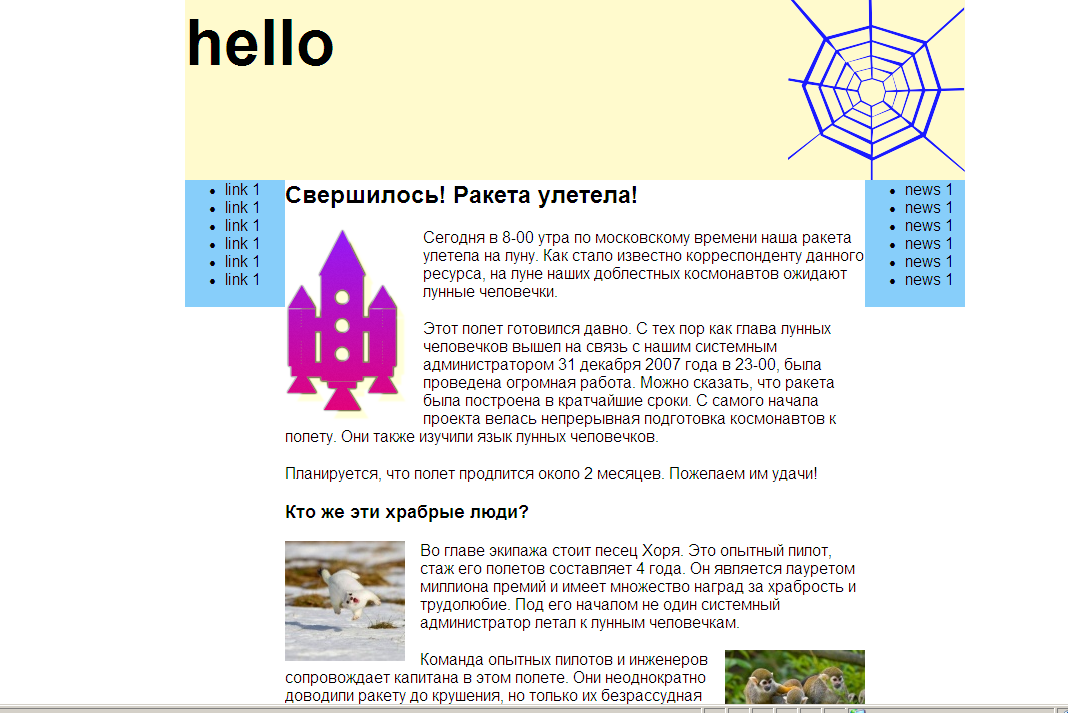 hello
link 1
link 1
link 1
link 1
link 1
link 1
Свершилось! Ракета улетела!
Сегодня в 8-00 утра по московскому времени наша ракета
улетела на луну. Как стало известно корреспонденту данного
ресурса, на луне наших доблестных космонавтов ожидают
лунные человечки.
Этот полет готовился давно. С тех пор как глава лунных
человечков вышел на связь с нашим системным
администратором 31 декабря 2007 года в 23-00, была
проведена огромная работа. Можно сказать, что ракета
была построена в кратчайшие сроки. С самого начала
проекта велась непрерывная подготовка космонавтов к
полету. Они также изучили язык лунных человечков.
Планируется, что полет продлится около 2 месяцев. Пожелаем им удачи!
Кто же эти храбрые люди?
Во главе экипажа стоит песец Хоря. Это опытный пилот,
стаж его полетов составляет 4 года. Он является лауретом
миллиона премий и имеет множество наград за храбрость и
трудолюбие. Под его началом не один системный
администратор летал к лунным человечкам.
Команда опытных пилотов и инженеров
сопровождает капитана в этом полете. Они неоднократно
доводили ракету до крушения, но только их безрассудная
news 1
news 1
news 1
news 1
news 1
news 1